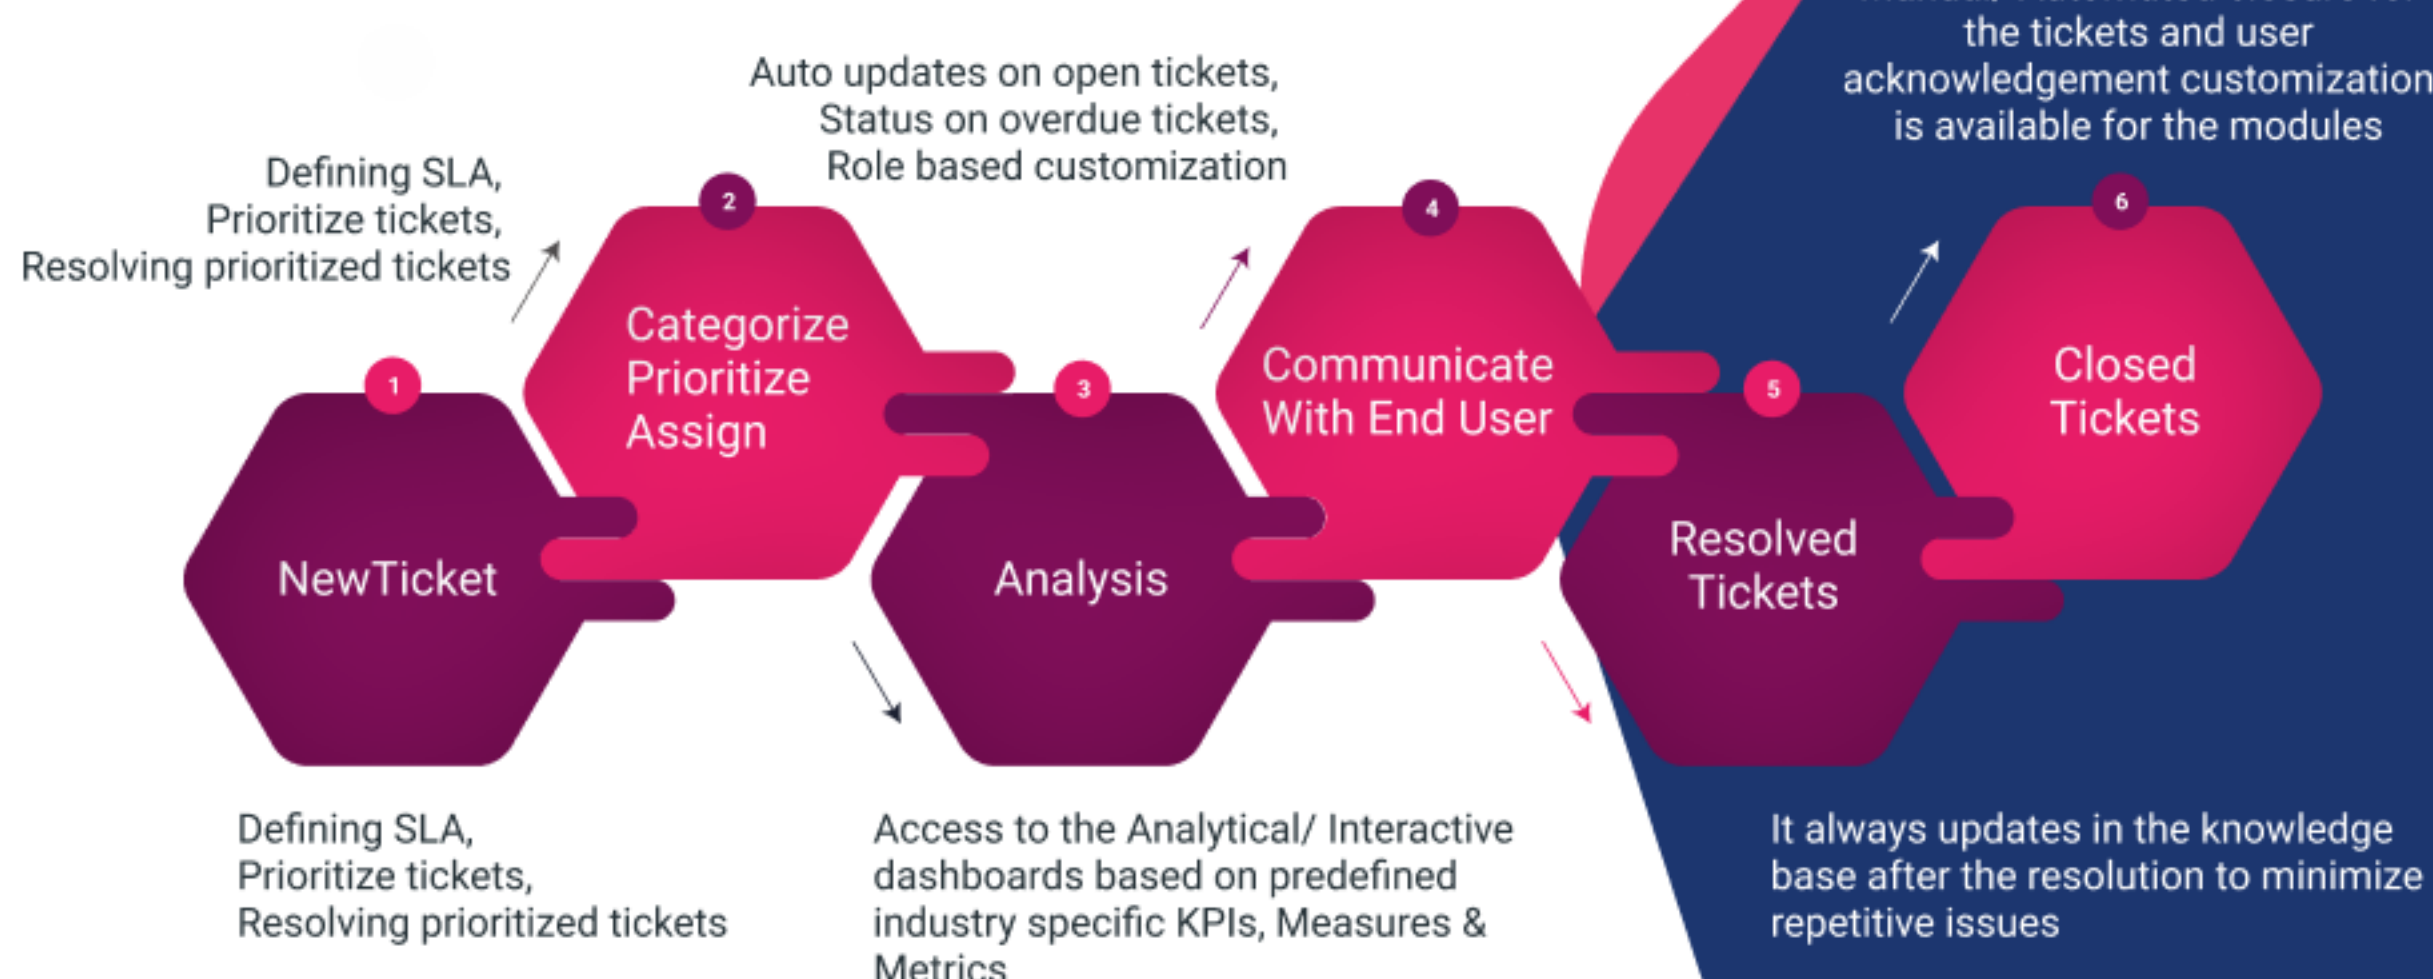 the tickets and user
acknowledgement customization
is available for the modules
Auto updates on open tickets,
Status on overdue tickets,
Role based customization
Defining SLA,
Prioritize tickets,
Resolving prioritized tickets
2
4
6
Categorize
Prioritize
Assign
1
3
5
Communicate
With End User
Closed
Tickets
NewTicket
Analysis
Resolved
Tickets
Defining SLA,
Prioritize tickets,
Resolving prioritized tickets
Access to the Analytical/ Interactive
dashboards based on predefined
industry specific KPIs, Measures &
Metrics
It always updates in the knowledge
base after the resolution to minimize
repetitive issues